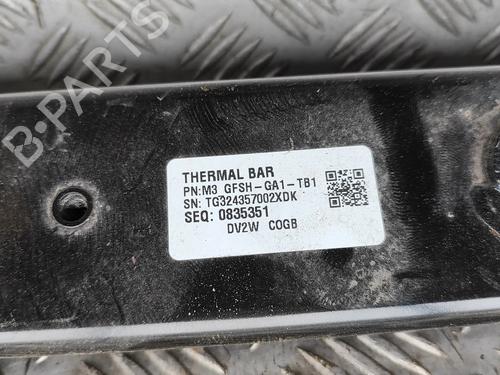 B-PARTS
THERMAL BAR
PN:M3 GFSH-GA1-TB1
SN: TG324357002XDK
SEQ: 0835351
DV2W COGB